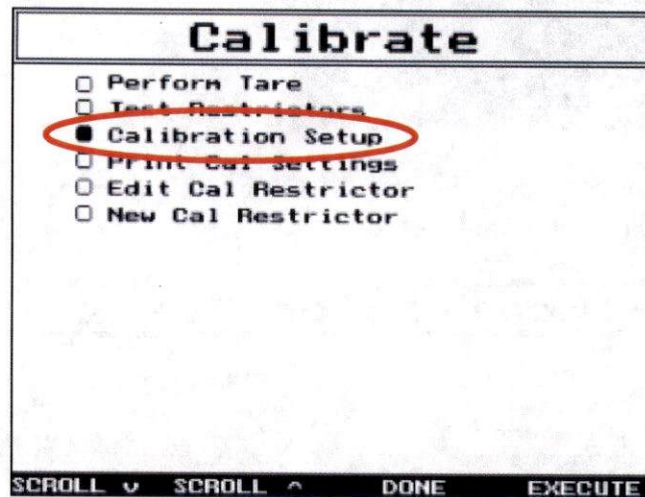 Calibrate
Perform Tare
Test Restrictors
Calibration Setup
Print Cal Settings
Edit Cal Restrictor
New Cal Restrictor
SCROLL v SCROLL ^ DONE EXECUTE